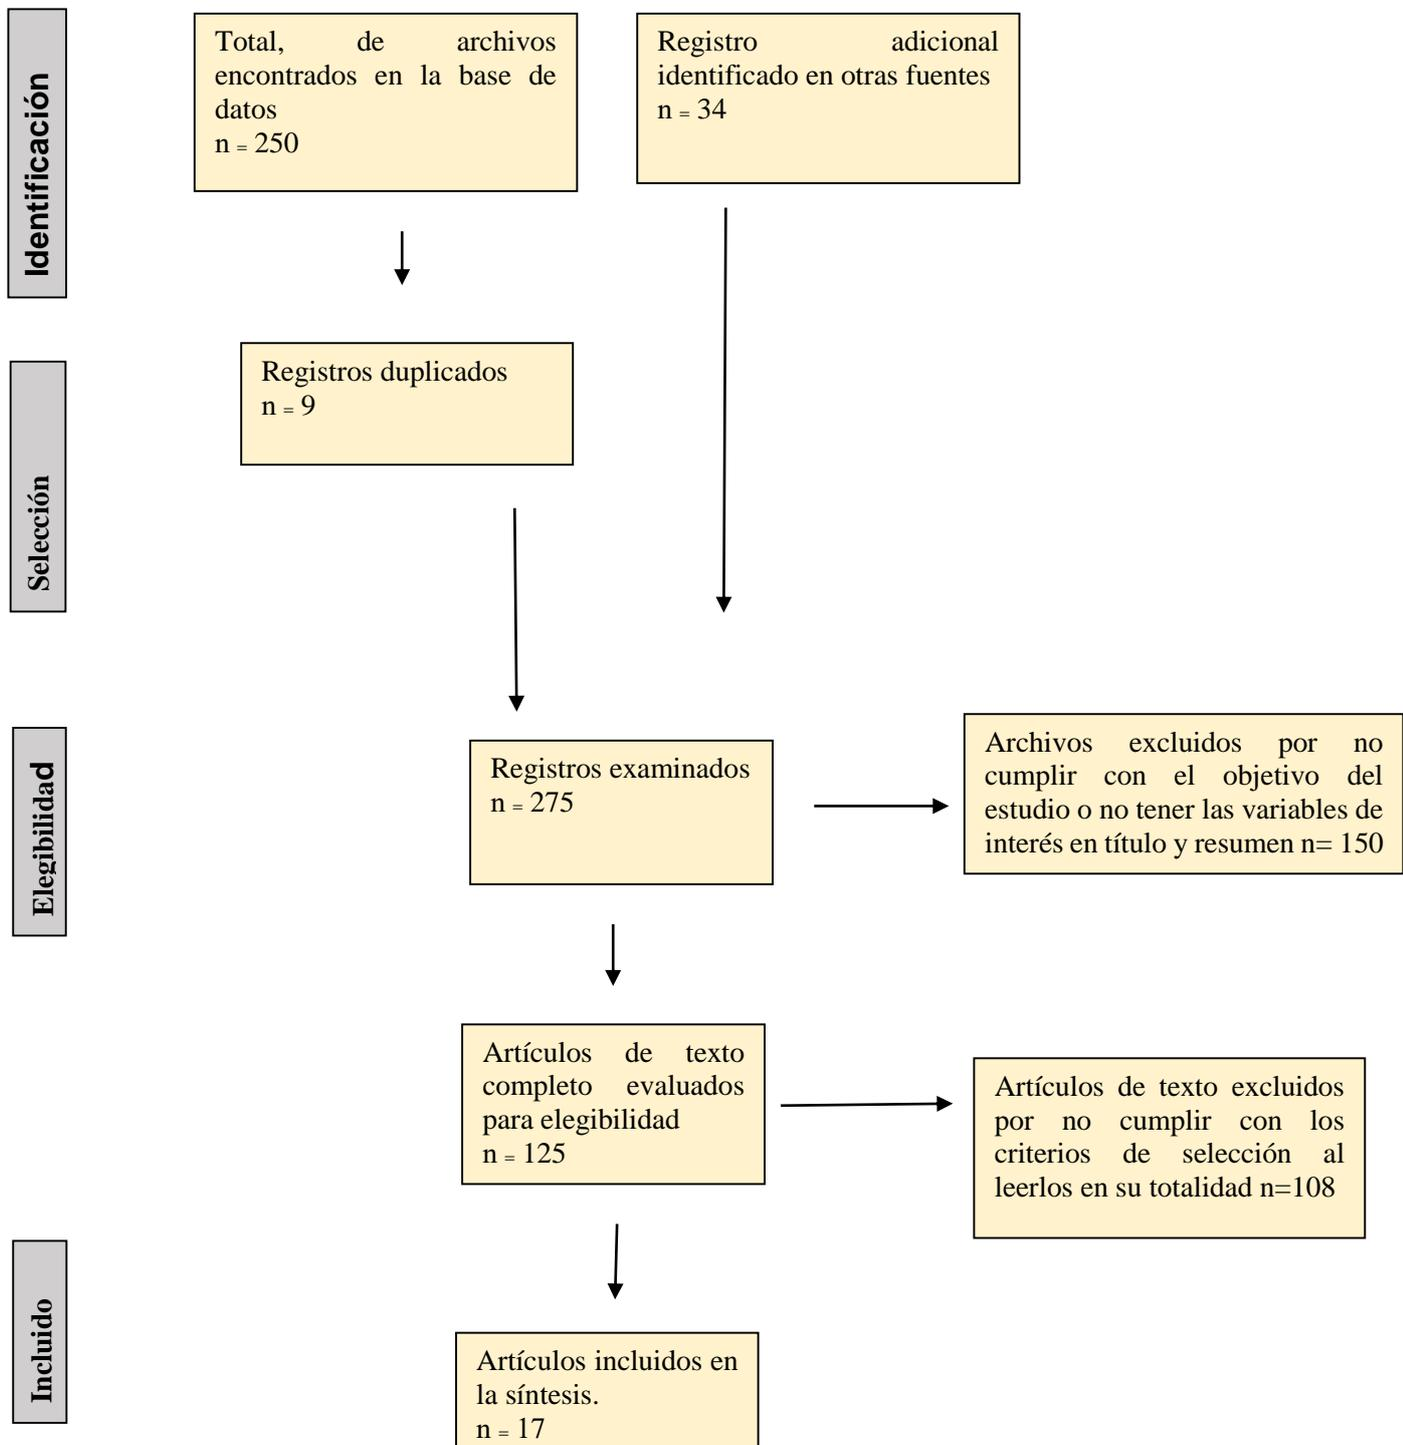 Identificación
Total, de archivos
encontrados en la base de
datos
n = 250
Registro adicional
identificado en otras fuentes
n = 34
Selección
Registros duplicados
n = 9
Elegibilidad
Registros examinados
n = 275
Archivos excluidos por no
cumplir con el objetivo del
estudio o no tener las variables de
interés en título y resumen n= 150
Artículos de texto
completo evaluados
para elegibilidad
n = 125
Artículos de texto excluidos
por no cumplir con los
criterios de selección al
leerlos en su totalidad n=108
Incluido
Artículos incluidos en
la síntesis.
n = 17